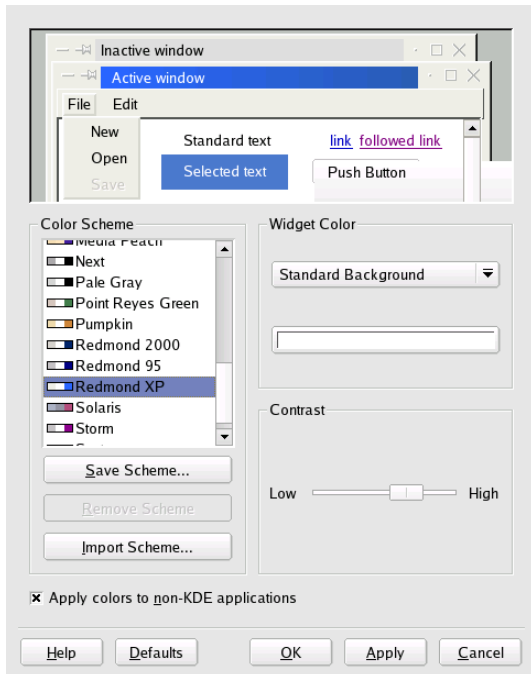 Inactive window
Active window
File Edit
New
Open
Save
Standard text
Selected text
link followed link
Push Button
Color Scheme
Media Peach
Next
Pale Gray
Point Reyes Green
Pumpkin
Redmond 2000
Redmond 95
Redmond XP
Solaris
Storm
Save Scheme...
Remove Scheme
Import Scheme...
Widget Color
Standard Background
Contrast
Low High
Apply colors to non-KDE applications
Help Defaults OK Apply Cancel